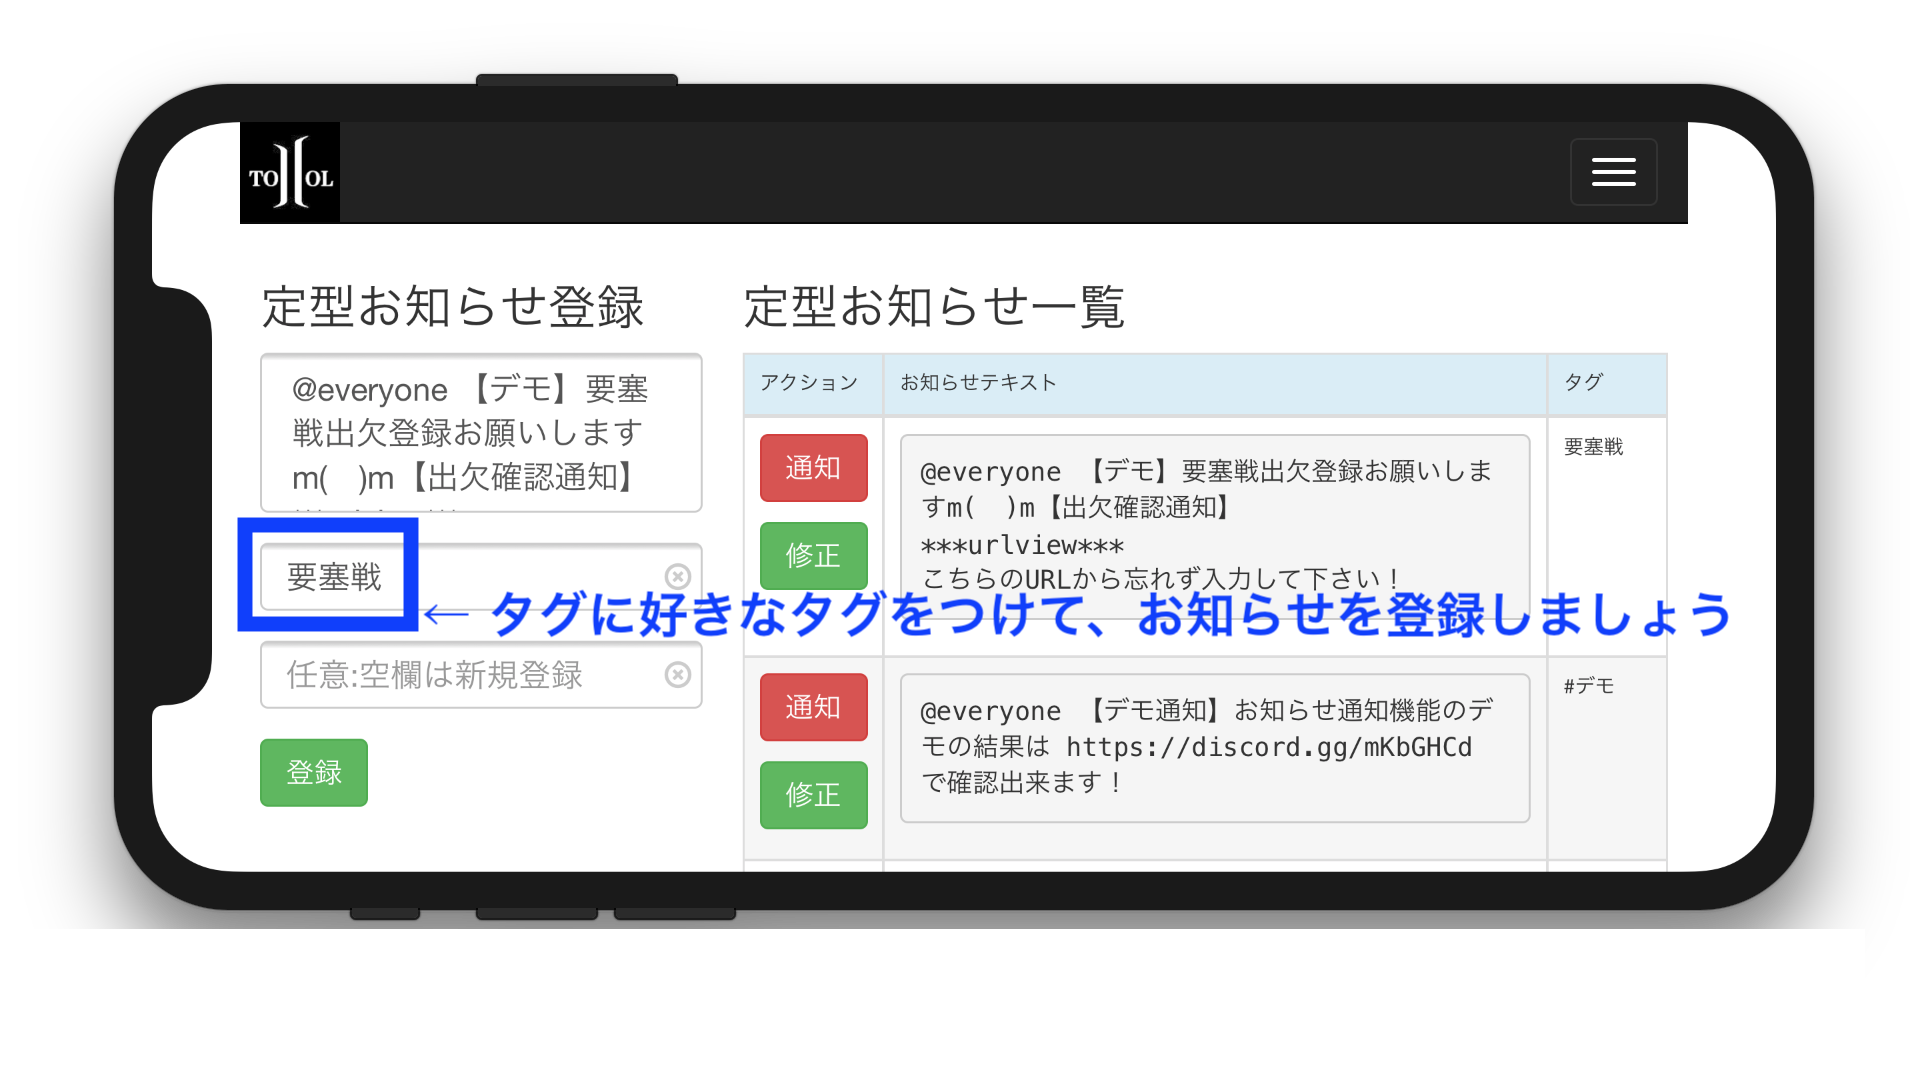 TO OL
定型お知らせ登録
@everyone 【デモ】要塞
戦出欠登録お願いします
m(　)m【出欠確認通知】
要塞戦
任意:空欄は新規登録
登録
定型お知らせ一覧
アクション お知らせテキスト タグ
通知
修正
@everyone 【デモ】要塞戦出欠登録お願いしま
すm(　)m【出欠確認通知】
***urlview***
こちらのURLから忘れず入力して下さい！
要塞戦
← タグに好きなタグをつけて、お知らせを登録しましょう
通知
修正
@everyone 【デモ通知】お知らせ通知機能のデ
モの結果は https://discord.gg/mKbGHCd
で確認出来ます！
#デモ